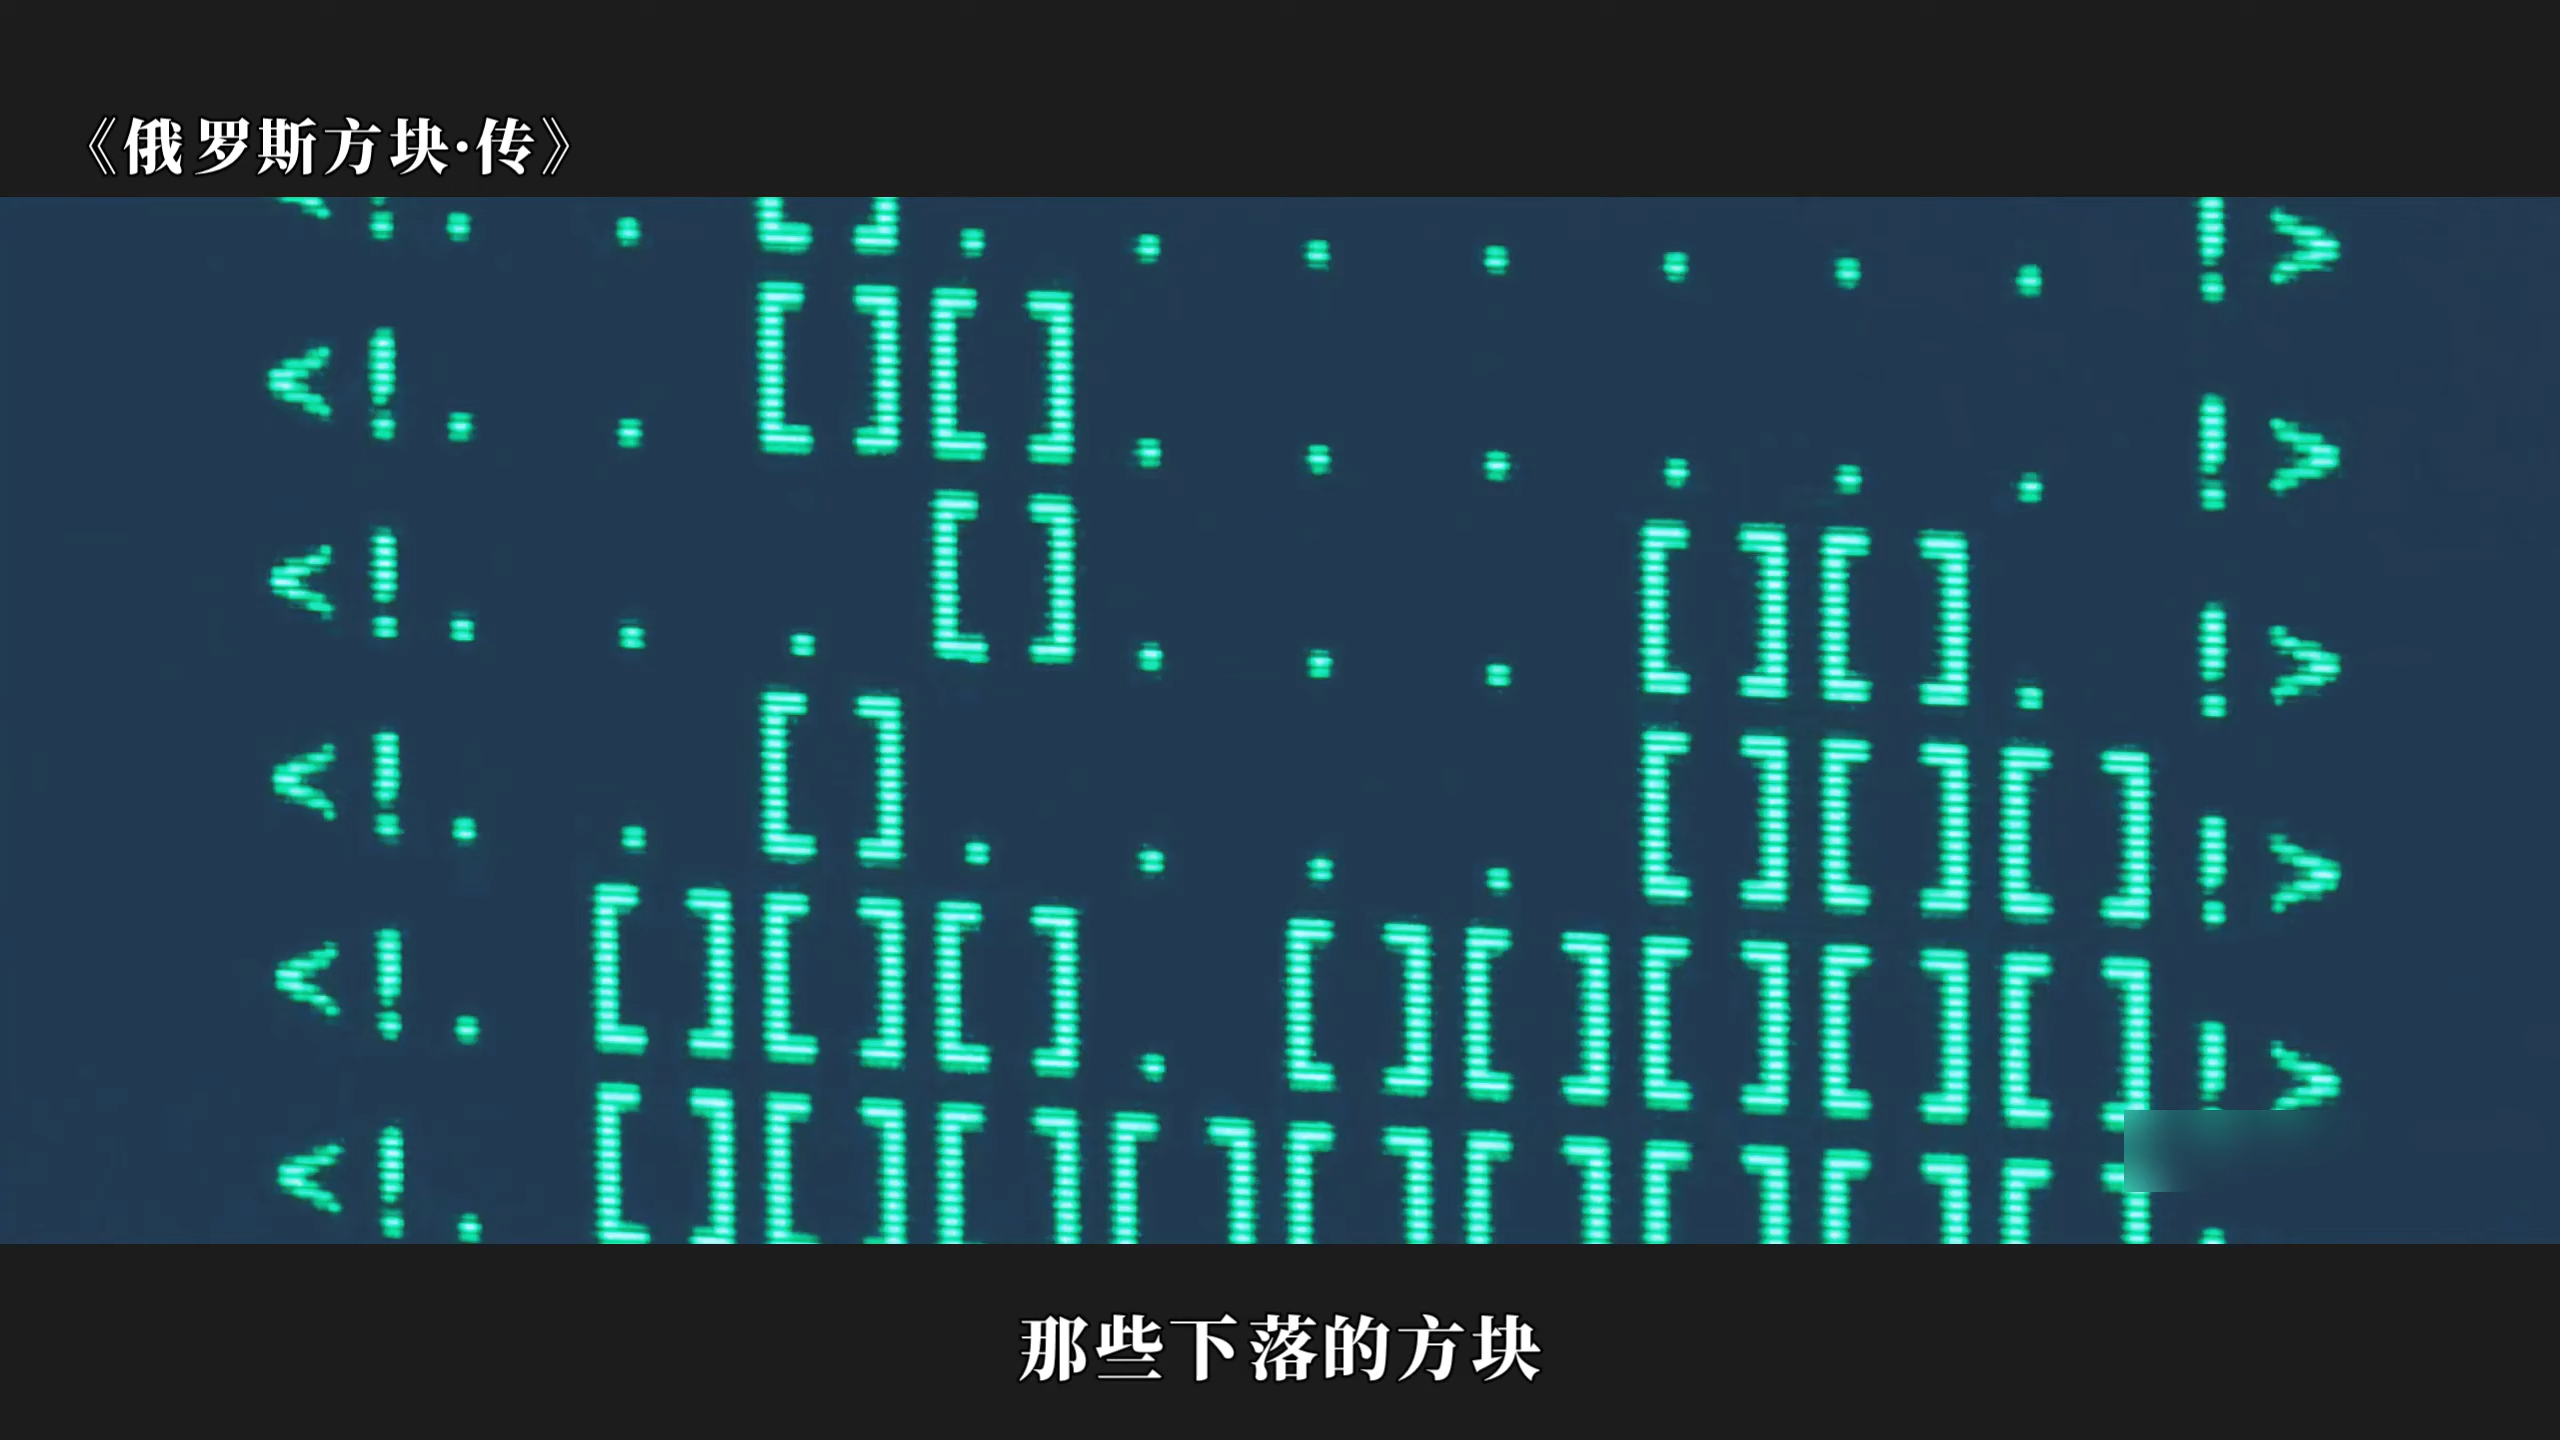 《俄罗斯方块·传》
<! . . [] . . . . . . . !>
<! . . [][] . . . . . . !>
<! . . . [] . . . [][] . !>
<! . . [] . . . . [][][] !>
<! . [][][] . [][][][][] !>
<! . [][][][][][][][][] !
那些下落的方块